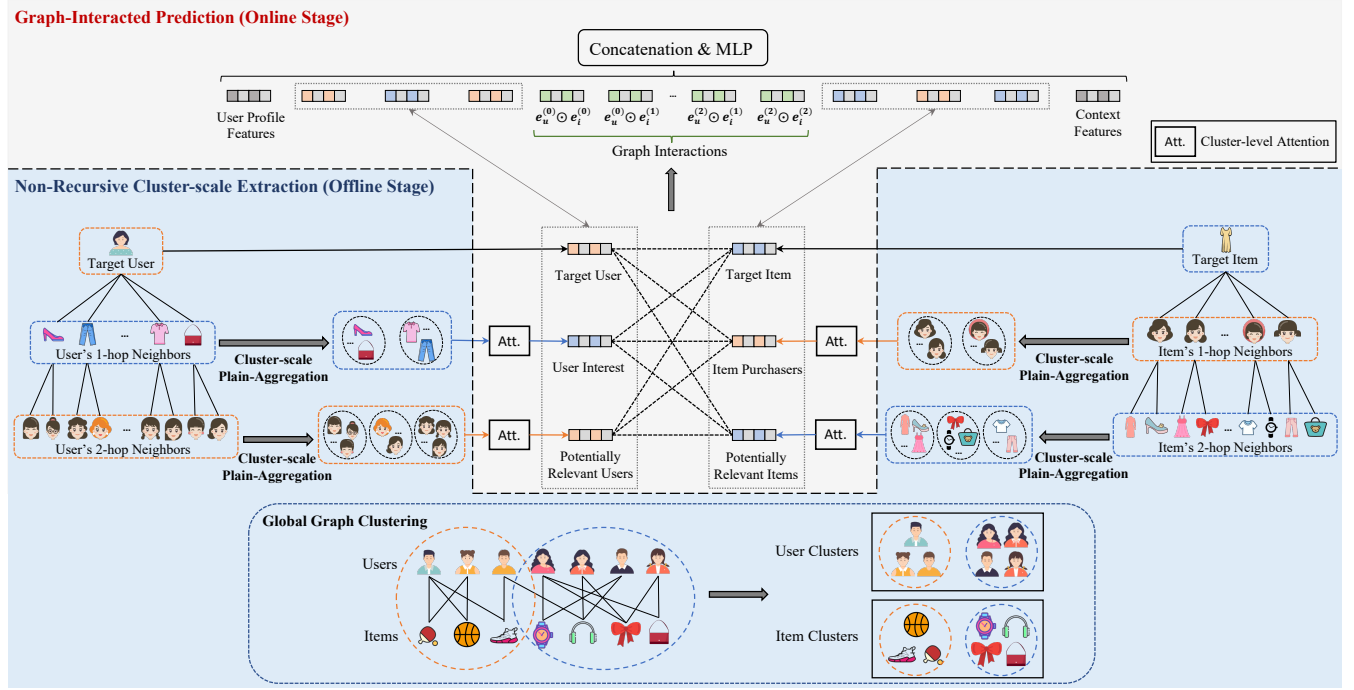 Graph-Interacted Prediction (Online Stage)
Concatenation & MLP
...
User Profile
Features
e_u^(0) ⊙ e_i^(0)
e_u^(0) ⊙ e_i^(1)
e_u^(2) ⊙ e_i^(1)
e_u^(2) ⊙ e_i^(2)
Context
Features
Graph Interactions
Att.
Cluster-level Attention
Non-Recursive Cluster-scale Extraction (Offline Stage)
Target User
Target User
Target Item
Target Item
...
User's 1-hop Neighbors
Cluster-scale
Plain-Aggregation
...
...
Att.
User Interest
Item Purchasers
Att.
...
...
Cluster-scale
Plain-Aggregation
...
Item's 1-hop Neighbors
...
User's 2-hop Neighbors
Cluster-scale
Plain-Aggregation
...
...
...
Att.
Potentially
Relevant Users
Potentially
Relevant Items
Att.
...
...
...
Cluster-scale
Plain-Aggregation
...
Item's 2-hop Neighbors
Global Graph Clustering
Users
Items
User Clusters
Item Clusters